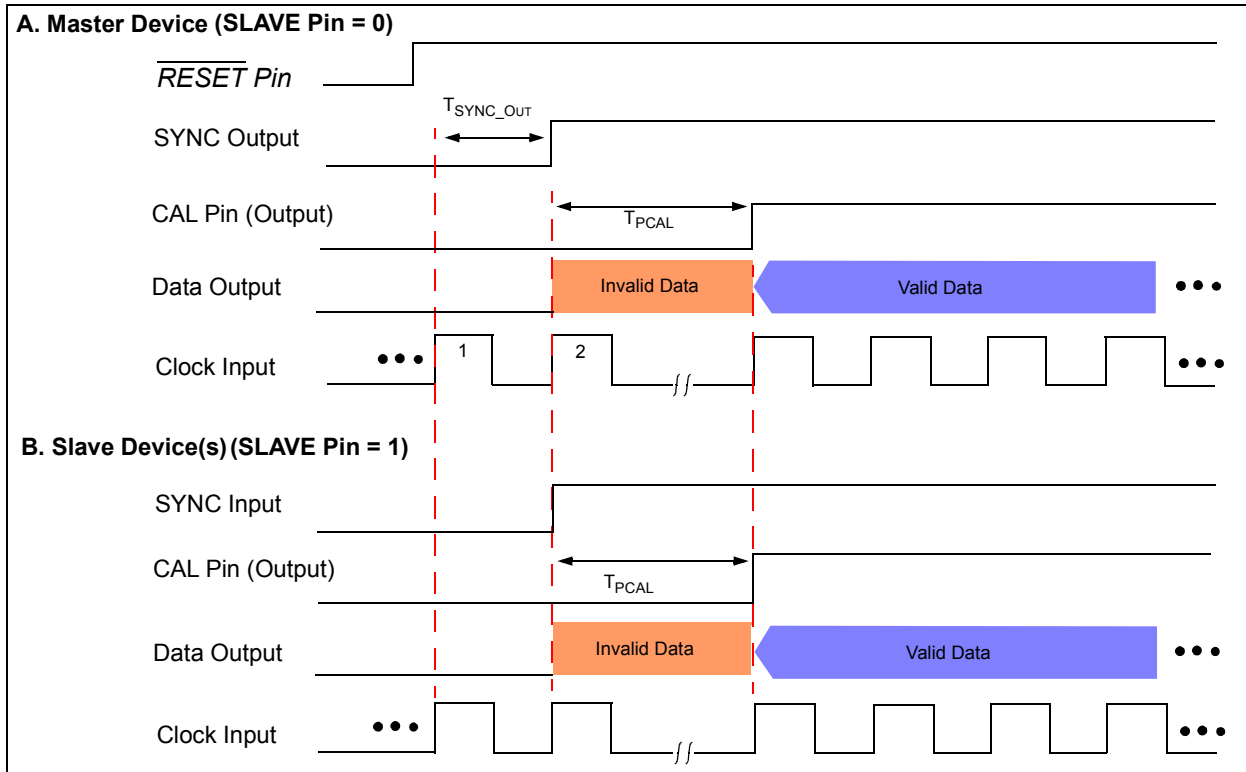 A. Master Device (SLAVE Pin = 0)
RESET Pin
TSYNC_OUT
SYNC Output
CAL Pin (Output)
TPCAL
Data Output
Invalid Data
Valid Data
•••
Clock Input
•••
1
2
•••
B. Slave Device(s) (SLAVE Pin = 1)
SYNC Input
CAL Pin (Output)
TPCAL
Data Output
Invalid Data
Valid Data
•••
Clock Input
•••
•••